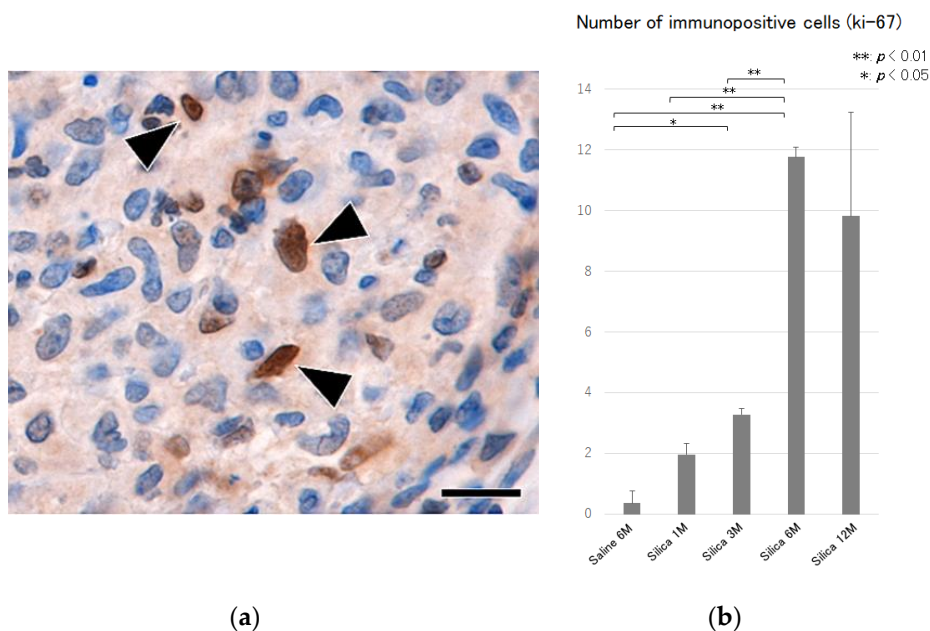 Number of immunopositive cells (ki-67)
**: p < 0.01
*: p < 0.05
**
**
**
*
14
12
10
8
6
4
2
0
Saline 6M
Silica 1M
Silica 3M
Silica 6M
Silica 12M
(a)
(b)